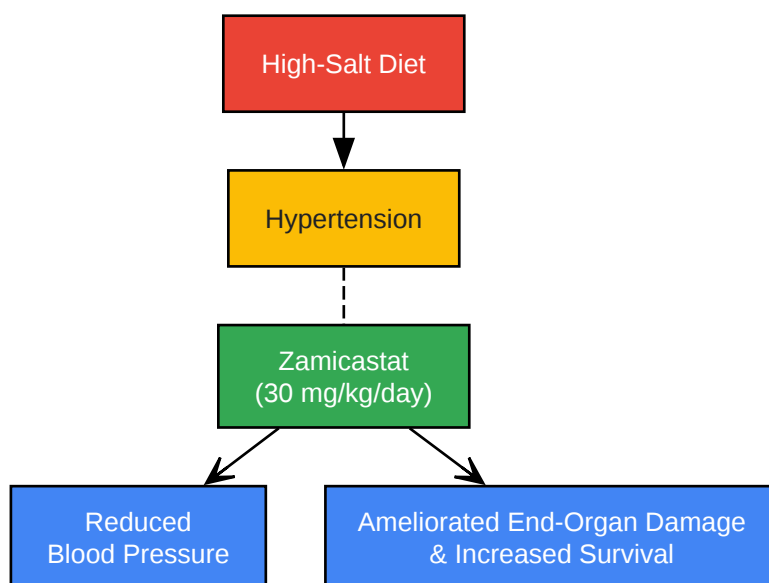 High-Salt Diet
Hypertension
Zamicastat
(30 mg/kg/day)
Reduced
Blood Pressure
Ameliorated End-Organ Damage
& Increased Survival